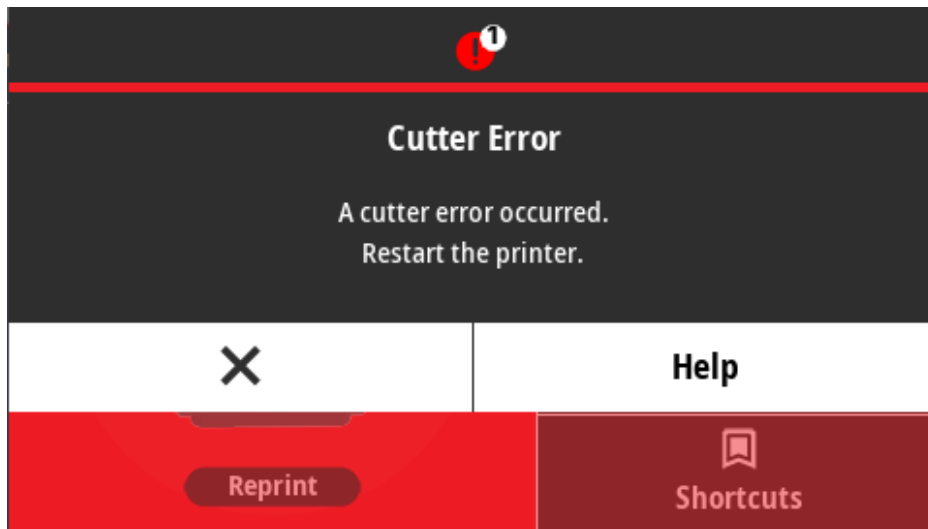 1
Cutter Error
A cutter error occurred.
Restart the printer.
Help
Reprint
Shortcuts